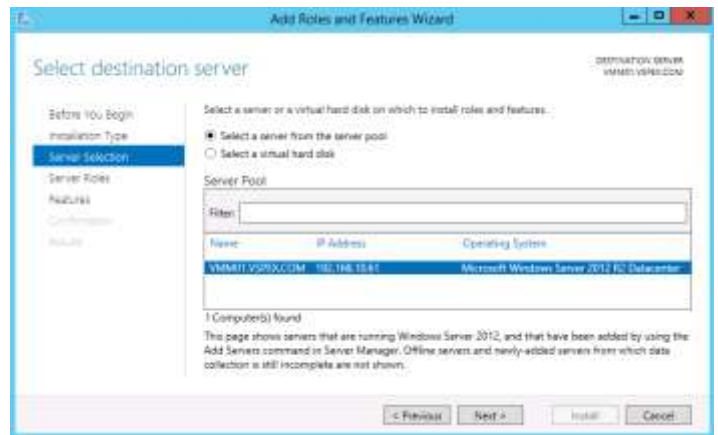 Add Roles and Features Wizard
Select destination server
DESTINATION SERVER
VMM01.VSPEX.COM
Before You Begin
Installation Type
Server Selection
Server Roles
Features
Confirmation
Results
Select a server or a virtual hard disk on which to install roles and features.
Select a server from the server pool
Select a virtual hard disk
Server Pool
Filter:
Name IP Address Operating System
VMM01.VSPEX.COM 192.168.10.61 Microsoft Windows Server 2012 R2 Datacenter
1 Computer(s) found
This page shows servers that are running Windows Server 2012, and that have been added by using the
Add Servers command in Server Manager. Offline servers and newly-added servers from which data
collection is still incomplete are not shown.
< Previous Next > Install Cancel